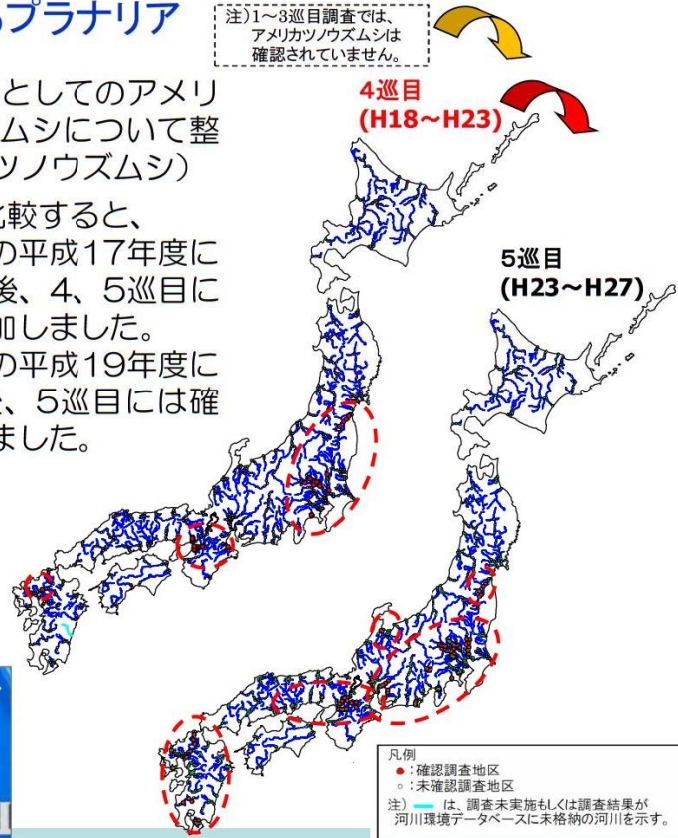 るプラナリア
注)1～3巡目調査では、
アメリカツノウズムシは
確認されていません。
としてのアメリ
ムシについて整
ツノウズムシ)
比較すると、
の平成17年度に
後、4、5巡目に
加しました。
の平成19年度に
、5巡目には確
ました。
4巡目
(H18～H23)
5巡目
(H23～H27)
凡例
：確認調査地区
：未確認調査地区
注) は、調査未実施もしくは調査結果が
河川環境データベースに未格納の河川を示す。